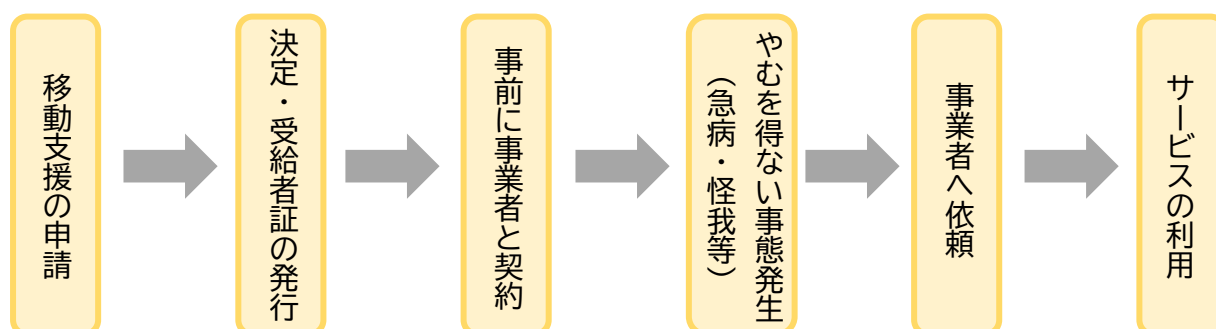 移動支援の申請
決定・受給者証の発行
事前に事業者と契約
やむを得ない事態発生
（急病・怪我等）
事業者へ依頼
サービスの利用